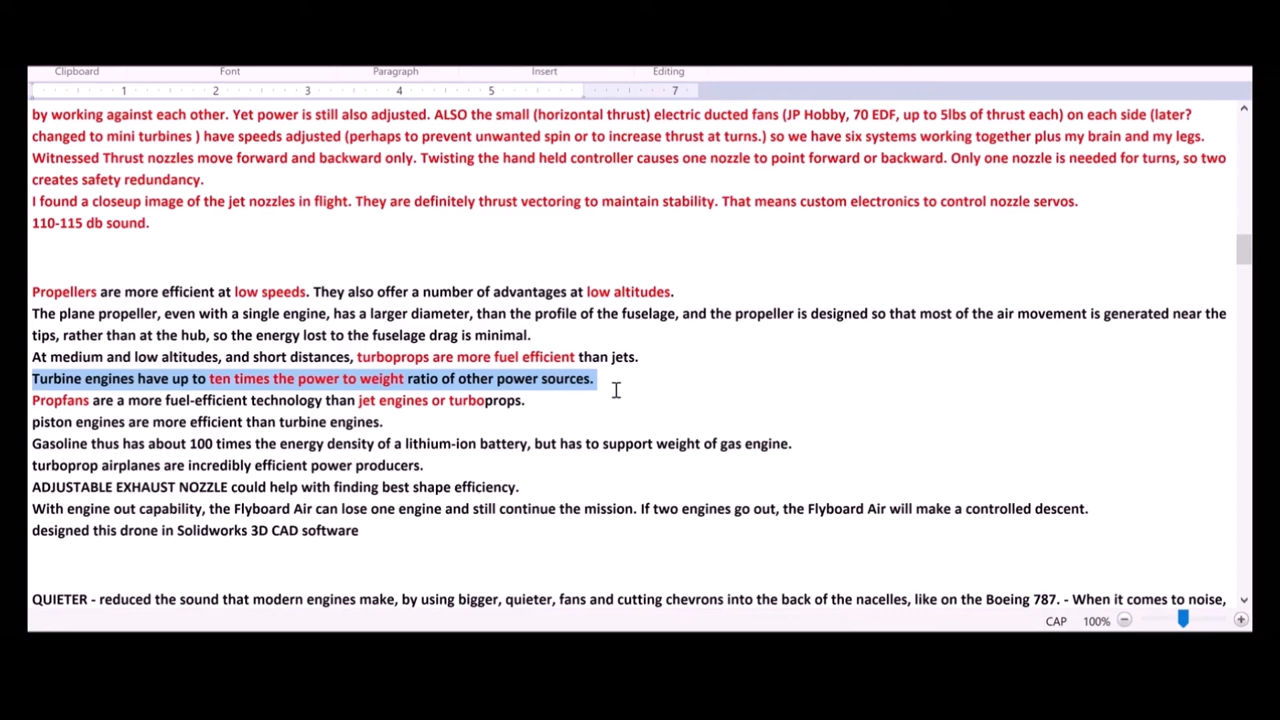 Clipboard Font Paragraph Insert Editing
1 2 3 4 5 7
by working against each other. Yet power is still also adjusted. ALSO the small (horizontal thrust) electric ducted fans (JP Hobby, 70 EDF, up to 5lbs of thrust each) on each side (later?
changed to mini turbines ) have speeds adjusted (perhaps to prevent unwanted spin or to increase thrust at turns.) so we have six systems working together plus my brain and my legs.
Witnessed Thrust nozzles move forward and backward only. Twisting the hand held controller causes one nozzle to point forward or backward. Only one nozzle is needed for turns, so two
creates safety redundancy.
I found a closeup image of the jet nozzles in flight. They are definitely thrust vectoring to maintain stability. That means custom electronics to control nozzle servos.
110-115 db sound.
Propellers are more efficient at low speeds. They also offer a number of advantages at low altitudes.
The plane propeller, even with a single engine, has a larger diameter, than the profile of the fuselage, and the propeller is designed so that most of the air movement is generated near the
tips, rather than at the hub, so the energy lost to the fuselage drag is minimal.
At medium and low altitudes, and short distances, turboprops are more fuel efficient than jets.
Turbine engines have up to ten times the power to weight ratio of other power sources.
Propfans are a more fuel-efficient technology than jet engines or turboprops.
piston engines are more efficient than turbine engines.
Gasoline thus has about 100 times the energy density of a lithium-ion battery, but has to support weight of gas engine.
turboprop airplanes are incredibly efficient power producers.
ADJUSTABLE EXHAUST NOZZLE could help with finding best shape efficiency.
With engine out capability, the Flyboard Air can lose one engine and still continue the mission. If two engines go out, the Flyboard Air will make a controlled descent.
designed this drone in Solidworks 3D CAD software
QUIETER - reduced the sound that modern engines make, by using bigger, quieter, fans and cutting chevrons into the back of the nacelles, like on the Boeing 787. - When it comes to noise,
CAP 100%